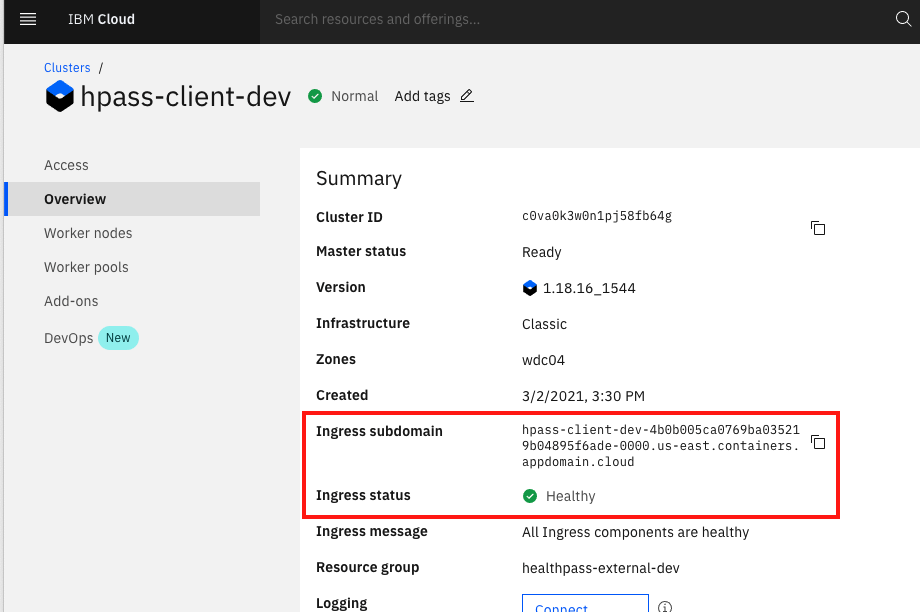 IBM Cloud
Search resources and offerings...
Clusters /
hpass-client-dev
Normal
Add tags
Access
Overview
Worker nodes
Worker pools
Add-ons
DevOps New
Summary
Cluster ID c0va0k3w0n1pj58fb64g
Master status Ready
Version 1.18.16_1544
Infrastructure Classic
Zones wdc04
Created 3/2/2021, 3:30 PM
Ingress subdomain hpass-client-dev-4b0b005ca0769ba03521
9b04895f6ade-0000.us-east.containers.
appdomain.cloud
Ingress status Healthy
Ingress message All Ingress components are healthy
Resource group healthpass-external-dev
Logging Connect